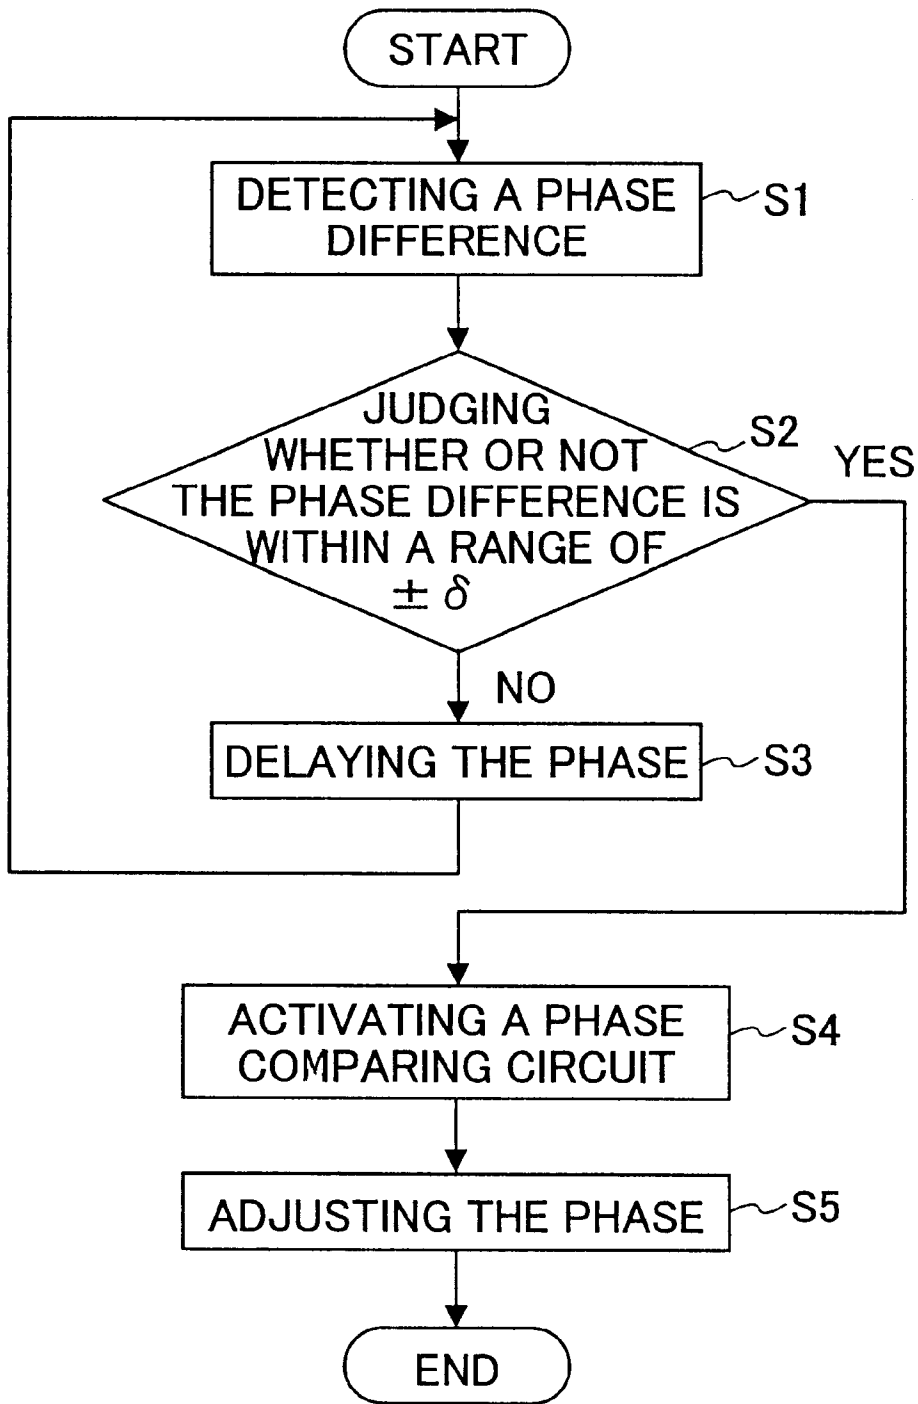 START
DETECTING A PHASE
DIFFERENCE
S1
JUDGING
WHETHER OR NOT
THE PHASE DIFFERENCE IS
WITHIN A RANGE OF
± δ
S2
YES
NO
DELAYING THE PHASE
S3
ACTIVATING A PHASE
COMPARING CIRCUIT
S4
ADJUSTING THE PHASE
S5
END